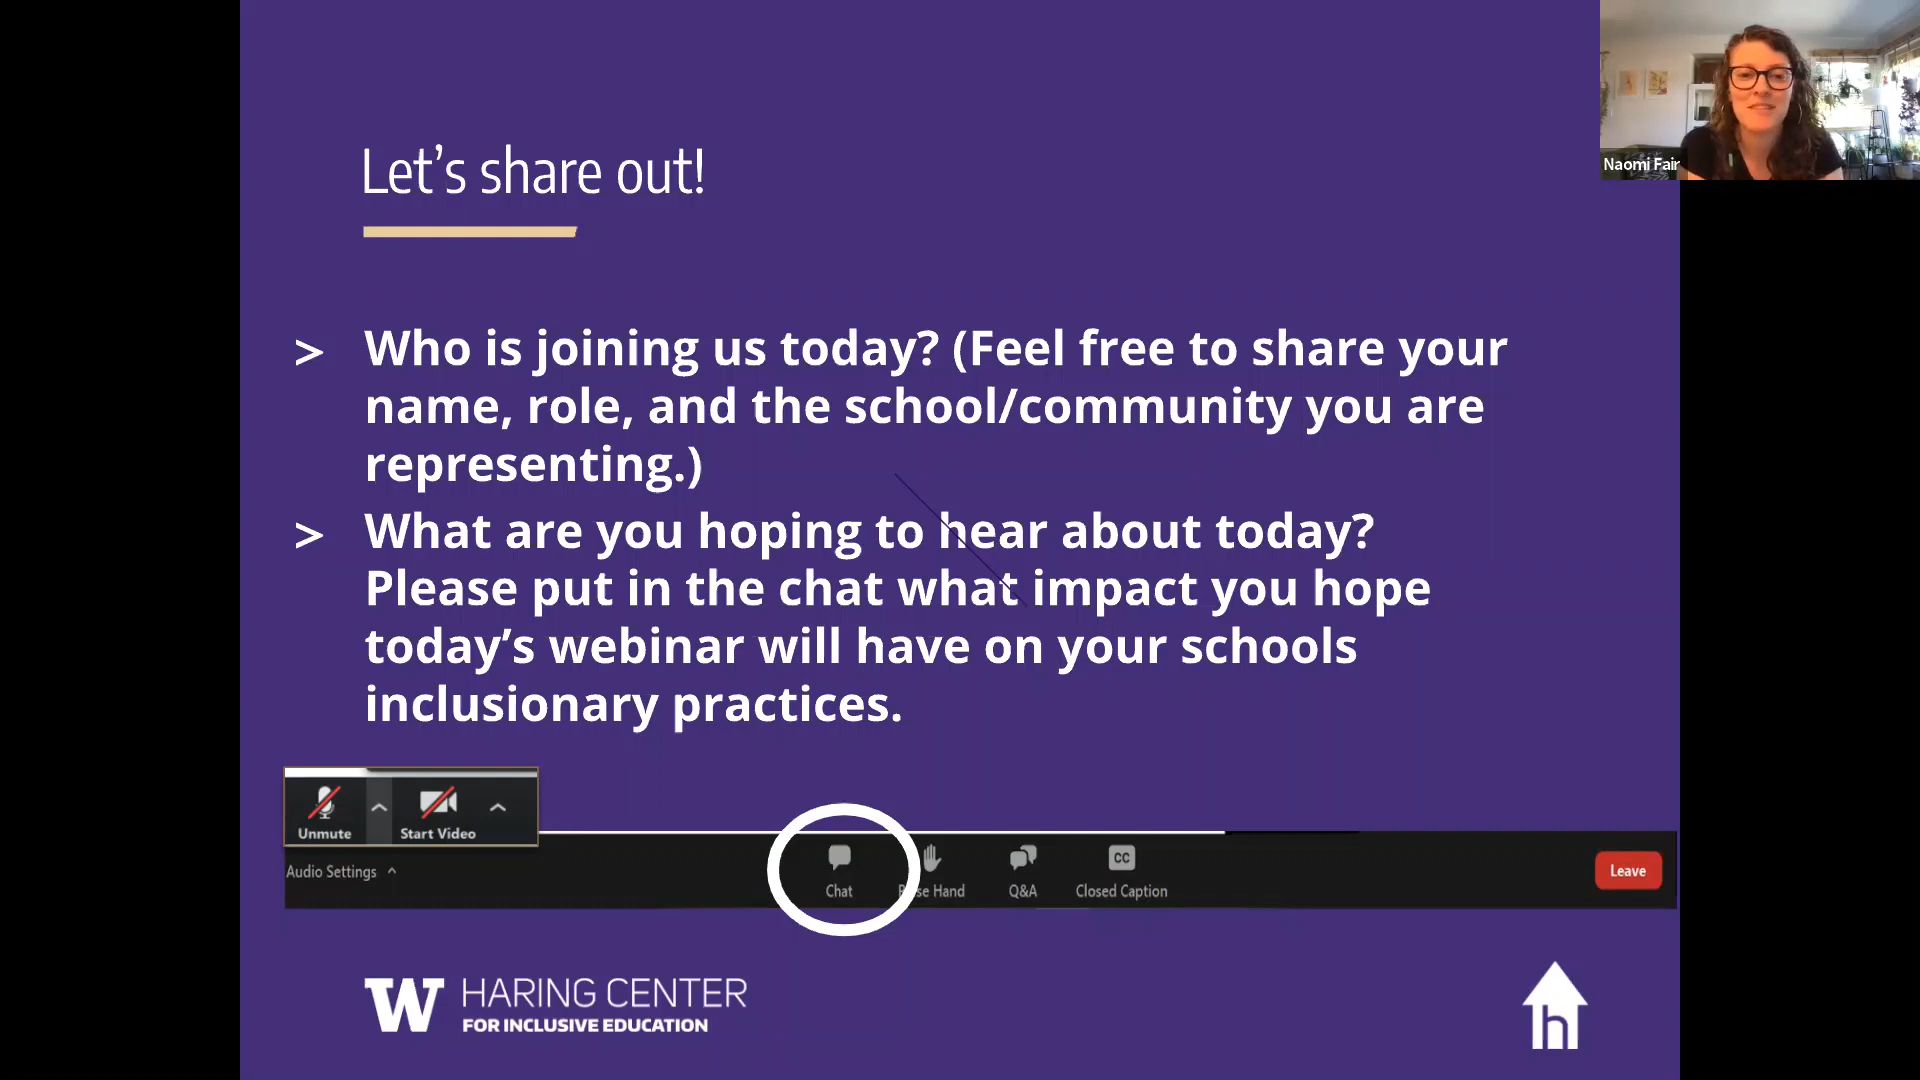 Let’s share out!
Naomi Fair
> Who is joining us today? (Feel free to share your
name, role, and the school/community you are
representing.)
> What are you hoping to hear about today?
Please put in the chat what impact you hope
today’s webinar will have on your schools
inclusionary practices.
Unmute
Start Video
Audio Settings
Chat
Hand
Q&A
CC
Closed Caption
Leave
W HARING CENTER
FOR INCLUSIVE EDUCATION
h